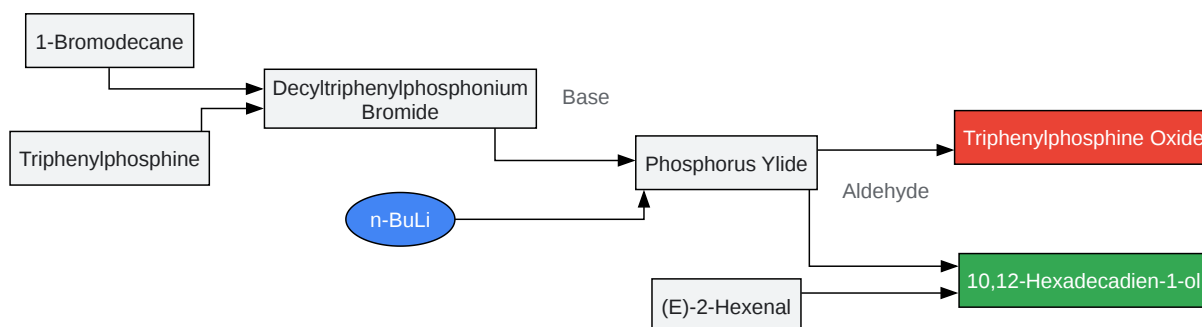 1-Bromodecane
Decyltriphenylphosphonium
Bromide
Base
Triphenylphosphine
Triphenylphosphine Oxide
Phosphorus Ylide
Aldehyde
n-BuLi
10,12-Hexadecadien-1-ol
(E)-2-Hexenal